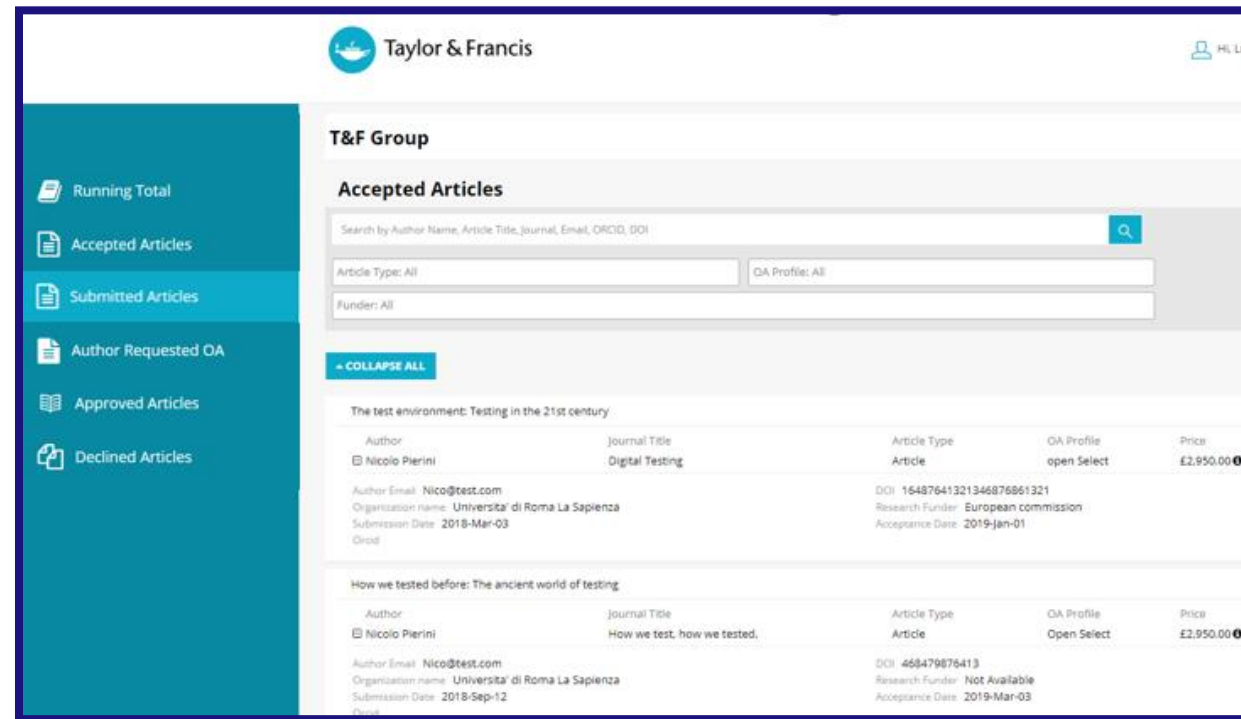 Taylor & Francis
Hi, L
T&F Group
Running Total
Accepted Articles
Submitted Articles
Author Requested OA
Approved Articles
Declined Articles
Accepted Articles
Search by Author Name, Article Title, Journal, Email, ORCID, DOI
Article Type: All
OA Profile: All
Funder: All
COLLAPSE ALL
The test environment: Testing in the 21st century
Author Journal Title Article Type OA Profile Price
Nicolo Pierini Digital Testing Article open Select £2,950.00
Author Email Nico@test.com DOI 16487641321346876861321
Organization name Universita' di Roma La Sapienza Research Funder European commission
Submission Date 2018-Mar-03 Acceptance Date 2019-Jan-01
Orcid
How we tested before: The ancient world of testing
Author Journal Title Article Type OA Profile Price
Nicolo Pierini How we test, how we tested. Article Open Select £2,950.00
Author Email Nico@test.com DOI 468479876413
Organization name Universita' di Roma La Sapienza Research Funder Not Available
Submission Date 2018-Sep-12 Acceptance Date 2019-Mar-03
Orcid